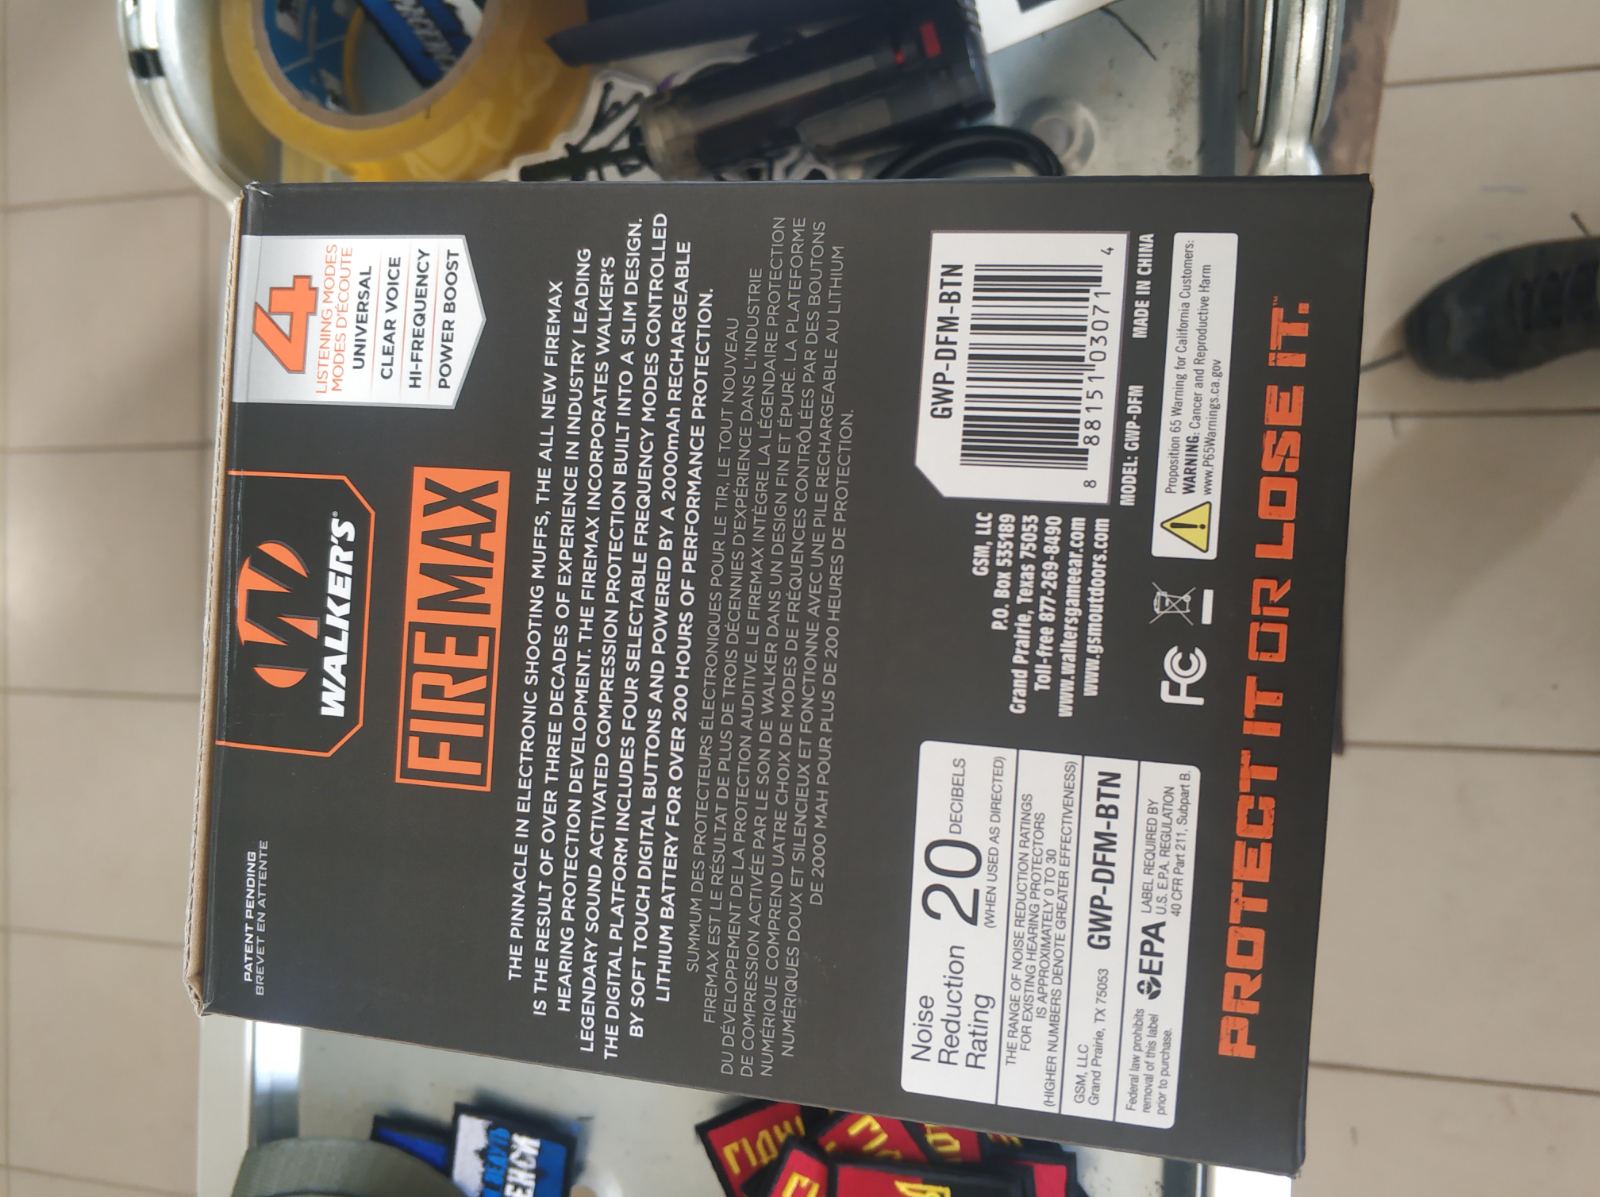 PATENT PENDING
BREVET EN ATTENTE
WALKER'S®
4
LISTENING MODES
MODES D'ÉCOUTE
UNIVERSAL
CLEAR VOICE
HI-FREQUENCY
POWER BOOST
FIREMAX
THE PINNACLE IN ELECTRONIC SHOOTING MUFFS, THE ALL NEW FIREMAX
IS THE RESULT OF OVER THREE DECADES OF EXPERIENCE IN INDUSTRY LEADING
HEARING PROTECTION DEVELOPMENT. THE FIREMAX INCORPORATES WALKER'S
LEGENDARY SOUND ACTIVATED COMPRESSION PROTECTION BUILT INTO A SLIM DESIGN.
THE DIGITAL PLATFORM INCLUDES FOUR SELECTABLE FREQUENCY MODES CONTROLLED
BY SOFT TOUCH DIGITAL BUTTONS AND POWERED BY A 2000mAh RECHARGEABLE
LITHIUM BATTERY FOR OVER 200 HOURS OF PERFORMANCE PROTECTION.
SUMMUM DES PROTECTEURS ÉLECTRONIQUES POUR LE TIR, LE TOUT NOUVEAU
FIREMAX EST LE RÉSULTAT DE PLUS DE TROIS DÉCENNIES D'EXPÉRIENCE DANS L'INDUSTRIE
DU DÉVELOPPEMENT DE LA PROTECTION AUDITIVE. LE FIREMAX INTÈGRE LA LÉGENDAIRE PROTECTION
DE COMPRESSION ACTIVÉE PAR LE SON DE WALKER DANS UN DESIGN FIN ET ÉPURÉ. LA PLATEFORME
NUMÉRIQUE COMPREND UATRE CHOIX DE MODES DE FRÉQUENCES CONTRÔLÉES PAR DES BOUTONS
NUMÉRIQUES DOUX ET SILENCIEUX ET FONCTIONNE AVEC UNE PILE RECHARGEABLE AU LITHIUM
DE 2000 MAH POUR PLUS DE 200 HEURES DE PROTECTION.
Noise
Reduction
Rating
20 DECIBELS
(WHEN USED AS DIRECTED)
THE RANGE OF NOISE REDUCTION RATINGS
FOR EXISTING HEARING PROTECTORS
IS APPROXIMATELY 0 TO 30
(HIGHER NUMBERS DENOTE GREATER EFFECTIVENESS)
GSM, LLC
Grand Prairie, TX 75053
GWP-DFM-BTN
Federal law prohibits
removal of this label
prior to purchase.
EPA
LABEL REQUIRED BY
U.S. E.P.A. REGULATION
40 CFR Part 211, Subpart B.
GSM, LLC
P.O. Box 535189
Grand Prairie, Texas 75053
Toll-free 877-269-8490
www.walkersgameear.com
www.gsmoutdoors.com
FC
GWP-DFM-BTN
8 88151 03071 4
MODEL: GWP-DFM MADE IN CHINA
Proposition 65 Warning for California Customers:
WARNING: Cancer and Reproductive Harm
www.P65Warnings.ca.gov
PROTECT IT OR LOSE IT.™